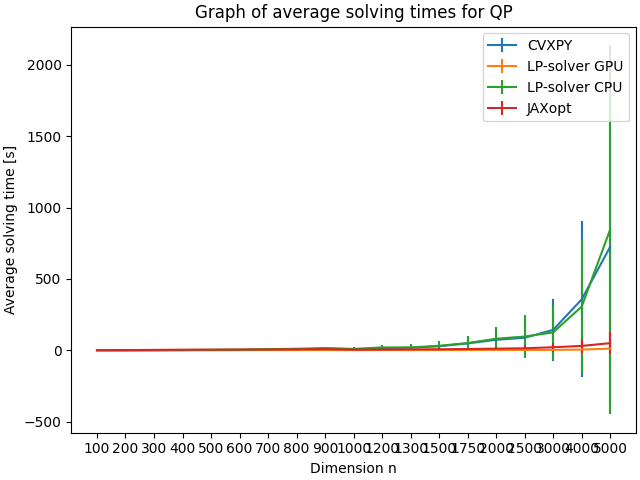 Graph of average solving times for QP
CVXPY
LP-solver GPU
LP-solver CPU
JAXopt
Average solving time [s]
2000
1500
1000
500
0
−500
100 200 300 400 500 600 700 800 900 1000 1200 1300 1500 1750 2000 2500 3000 4000 5000
Dimension n